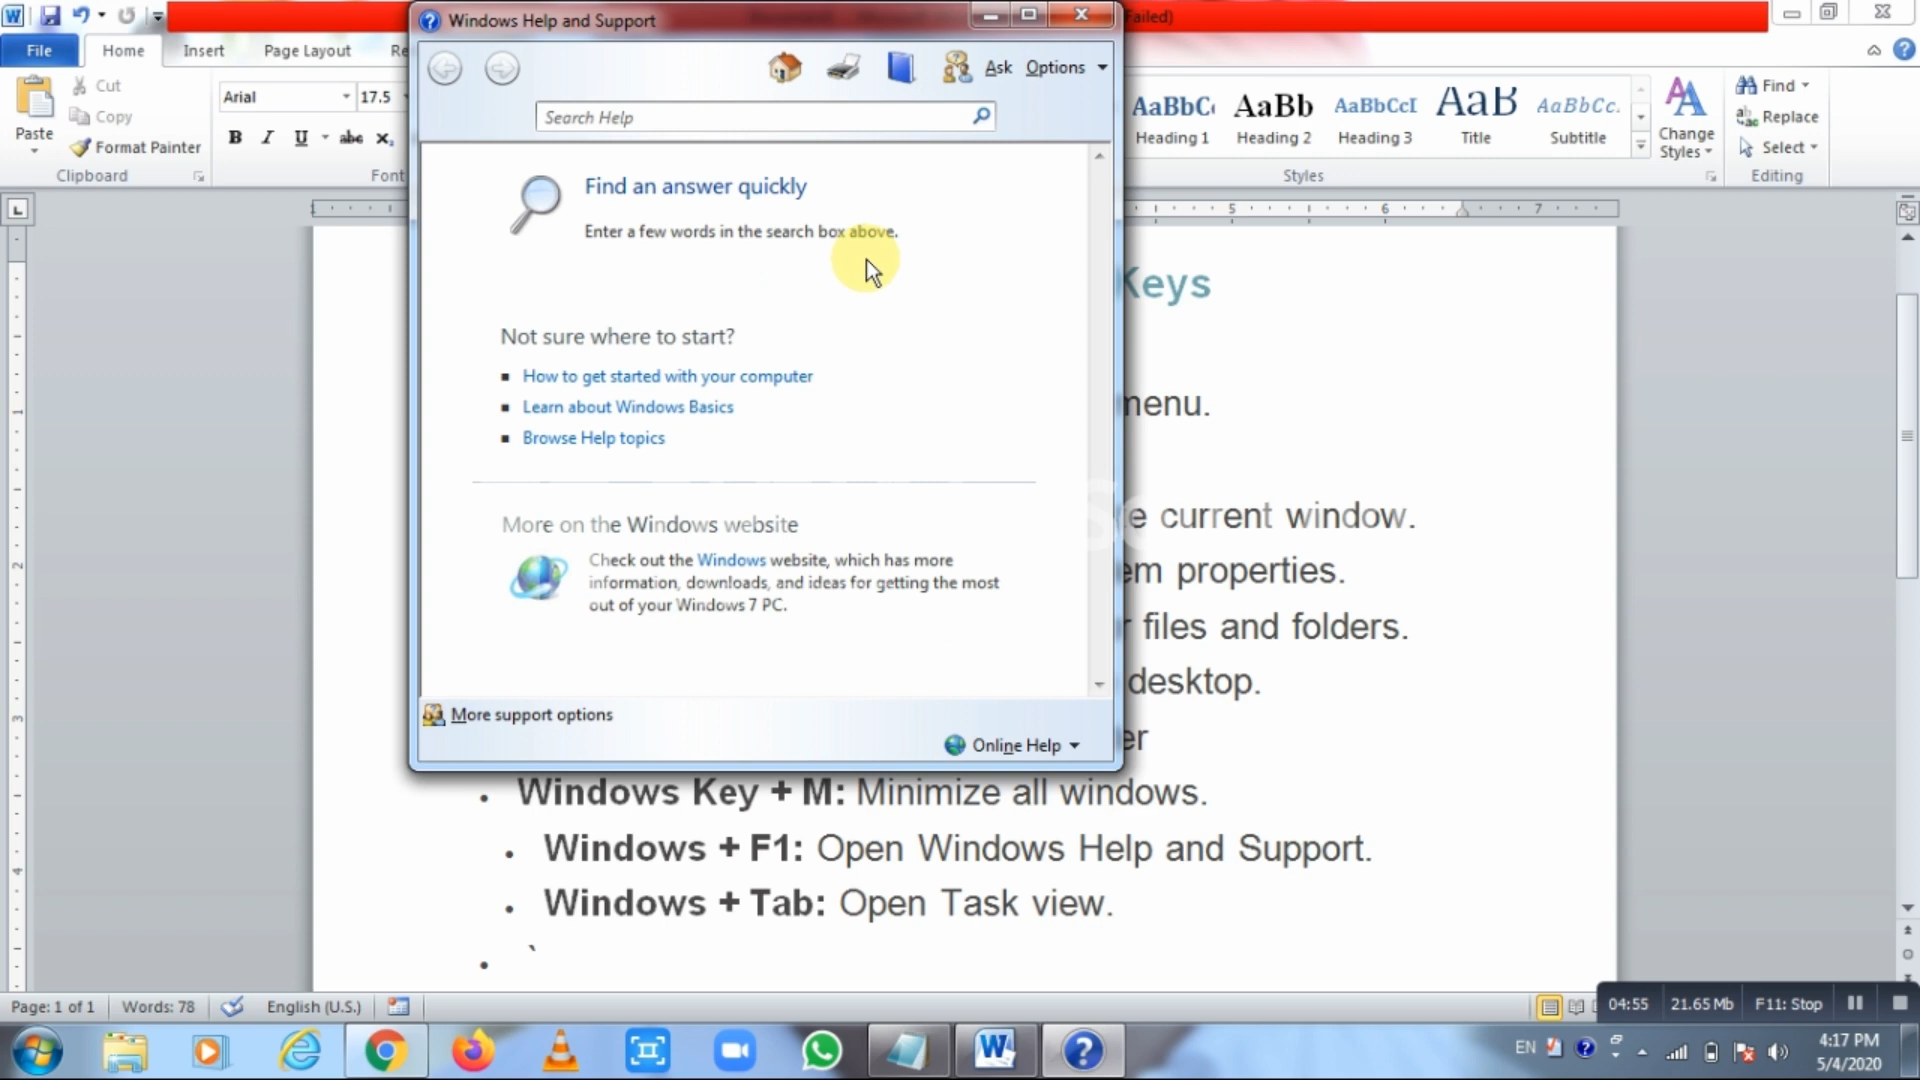 Windows Help and Support
Failed)
File Home Insert Page Layout Re
Cut
Copy
Paste
Format Painter
Clipboard
Arial 17.5
B I U abc x,
Font
Ask Options
Search Help
AaBbC AaBb AaBbCcI AaB AaBbCc.
Heading 1 Heading 2 Heading 3 Title Subtitle
Change Styles
Styles
Find
Replace
Select
Editing
1 5 6 7
Find an answer quickly
Enter a few words in the search box above.
Not sure where to start?
How to get started with your computer
Learn about Windows Basics
Browse Help topics
More on the Windows website
Check out the Windows website, which has more
information, downloads, and ideas for getting the most
out of your Windows 7 PC.
More support options
Online Help
Keys
menu.
e current window.
em properties.
r files and folders.
desktop.
er
• Windows Key + M: Minimize all windows.
• Windows + F1: Open Windows Help and Support.
• Windows + Tab: Open Task view.
• `
Page: 1 of 1 Words: 78 English (U.S.)
04:55 21.65 Mb F11: Stop
EN
4:17 PM
5/4/2020